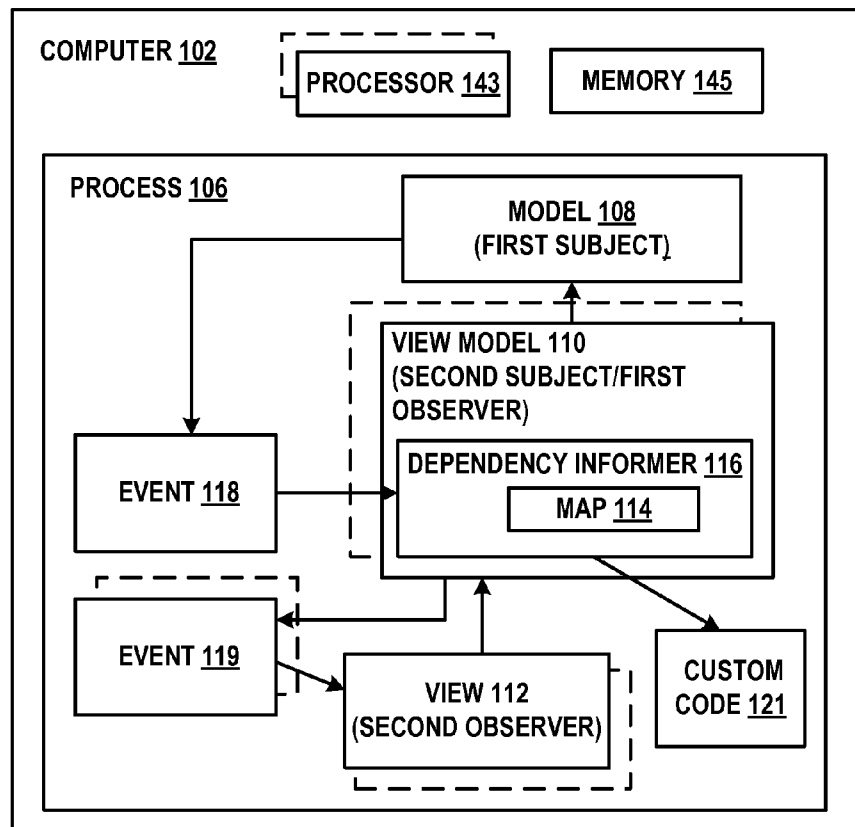 COMPUTER 102
PROCESSOR 143
MEMORY 145
PROCESS 106
MODEL 108
(FIRST SUBJECT)
VIEW MODEL 110
(SECOND SUBJECT/FIRST
OBSERVER)
DEPENDENCY INFORMER 116
MAP 114
EVENT 118
EVENT 119
VIEW 112
(SECOND OBSERVER)
CUSTOM
CODE 121